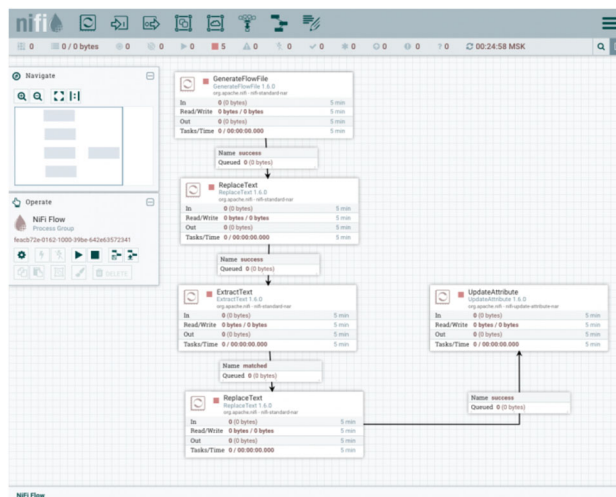 nifi
0 0 / 0 bytes 0 0 0 5 0 0 0 0 0 0 ? 0 00:24:58 MSK
Navigate
Operate
NiFi Flow
Process Group
DELETE
GenerateFlowFile
GenerateFlowFile 1.6.0
org.apache.nifi - nifi-standard-nar
In 0 (0 bytes) 5 min
Read/Write 0 bytes / 0 bytes 5 min
Out 0 (0 bytes) 5 min
Tasks/Time 0 / 00:00:00.000 5 min
Name success
Queued 0 (0 bytes)
ReplaceText
ReplaceText 1.6.0
org.apache.nifi - nifi-standard-nar
In 0 (0 bytes) 5 min
Read/Write 0 bytes / 0 bytes 5 min
Out 0 (0 bytes) 5 min
Tasks/Time 0 / 00:00:00.000 5 min
Name success
Queued 0 (0 bytes)
ExtractText
ExtractText 1.6.0
org.apache.nifi - nifi-standard-nar
In 0 (0 bytes) 5 min
Read/Write 0 bytes / 0 bytes 5 min
Out 0 (0 bytes) 5 min
Tasks/Time 0 / 00:00:00.000 5 min
Name matched
Queued 0 (0 bytes)
ReplaceText
ReplaceText 1.6.0
org.apache.nifi - nifi-standard-nar
In 0 (0 bytes) 5 min
Read/Write 0 bytes / 0 bytes 5 min
Out 0 (0 bytes) 5 min
Tasks/Time 0 / 00:00:00.000 5 min
Name success
Queued 0 (0 bytes)
UpdateAttribute
UpdateAttribute 1.6.0
org.apache.nifi - nifi-update-attribute-nar
In 0 (0 bytes) 5 min
Read/Write 0 bytes / 0 bytes 5 min
Out 0 (0 bytes) 5 min
Tasks/Time 0 / 00:00:00.000 5 min
NiFi Flow